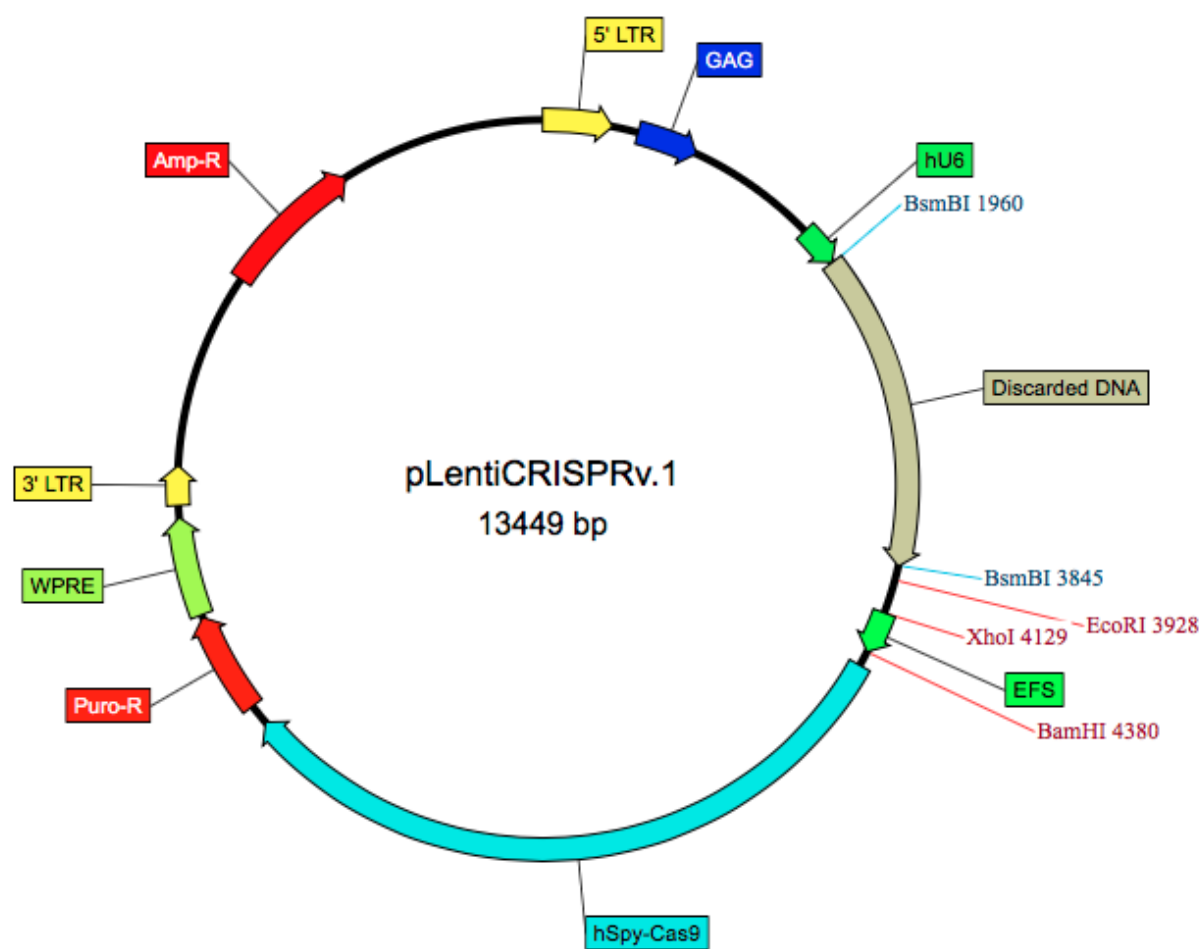 5' LTR
GAG
Amp-R
hU6
BsmBI 1960
Discarded DNA
pLentiCRISPRv.1
13449 bp
3' LTR
WPRE
BsmBI 3845
EcoRI 3928
XhoI 4129
EFS
Puro-R
BamHI 4380
hSpy-Cas9